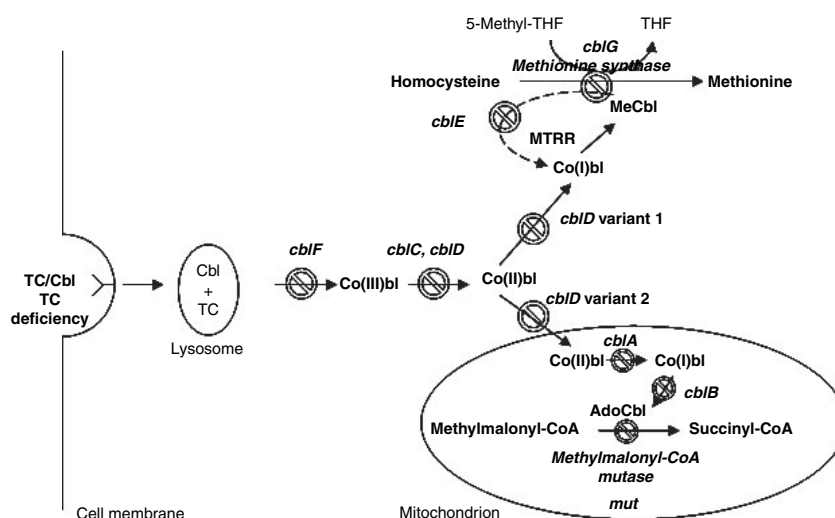 5-Methyl-THF
THF
cblG
Methionine synthase
Homocysteine
Methionine
MeCbl
cblE
MTRR
Co(I)bl
cblD variant 1
cblF
cblC, cblD
TC/Cbl
TC
deficiency
Cbl
+
TC
Lysosome
Co(III)bl
Co(II)bl
cblD variant 2
cblA
Co(II)bl
Co(I)bl
cblB
AdoCbl
Methylmalonyl-CoA
Succinyl-CoA
Methylmalonyl-CoA
mutase
mut
Cell membrane
Mitochondrion